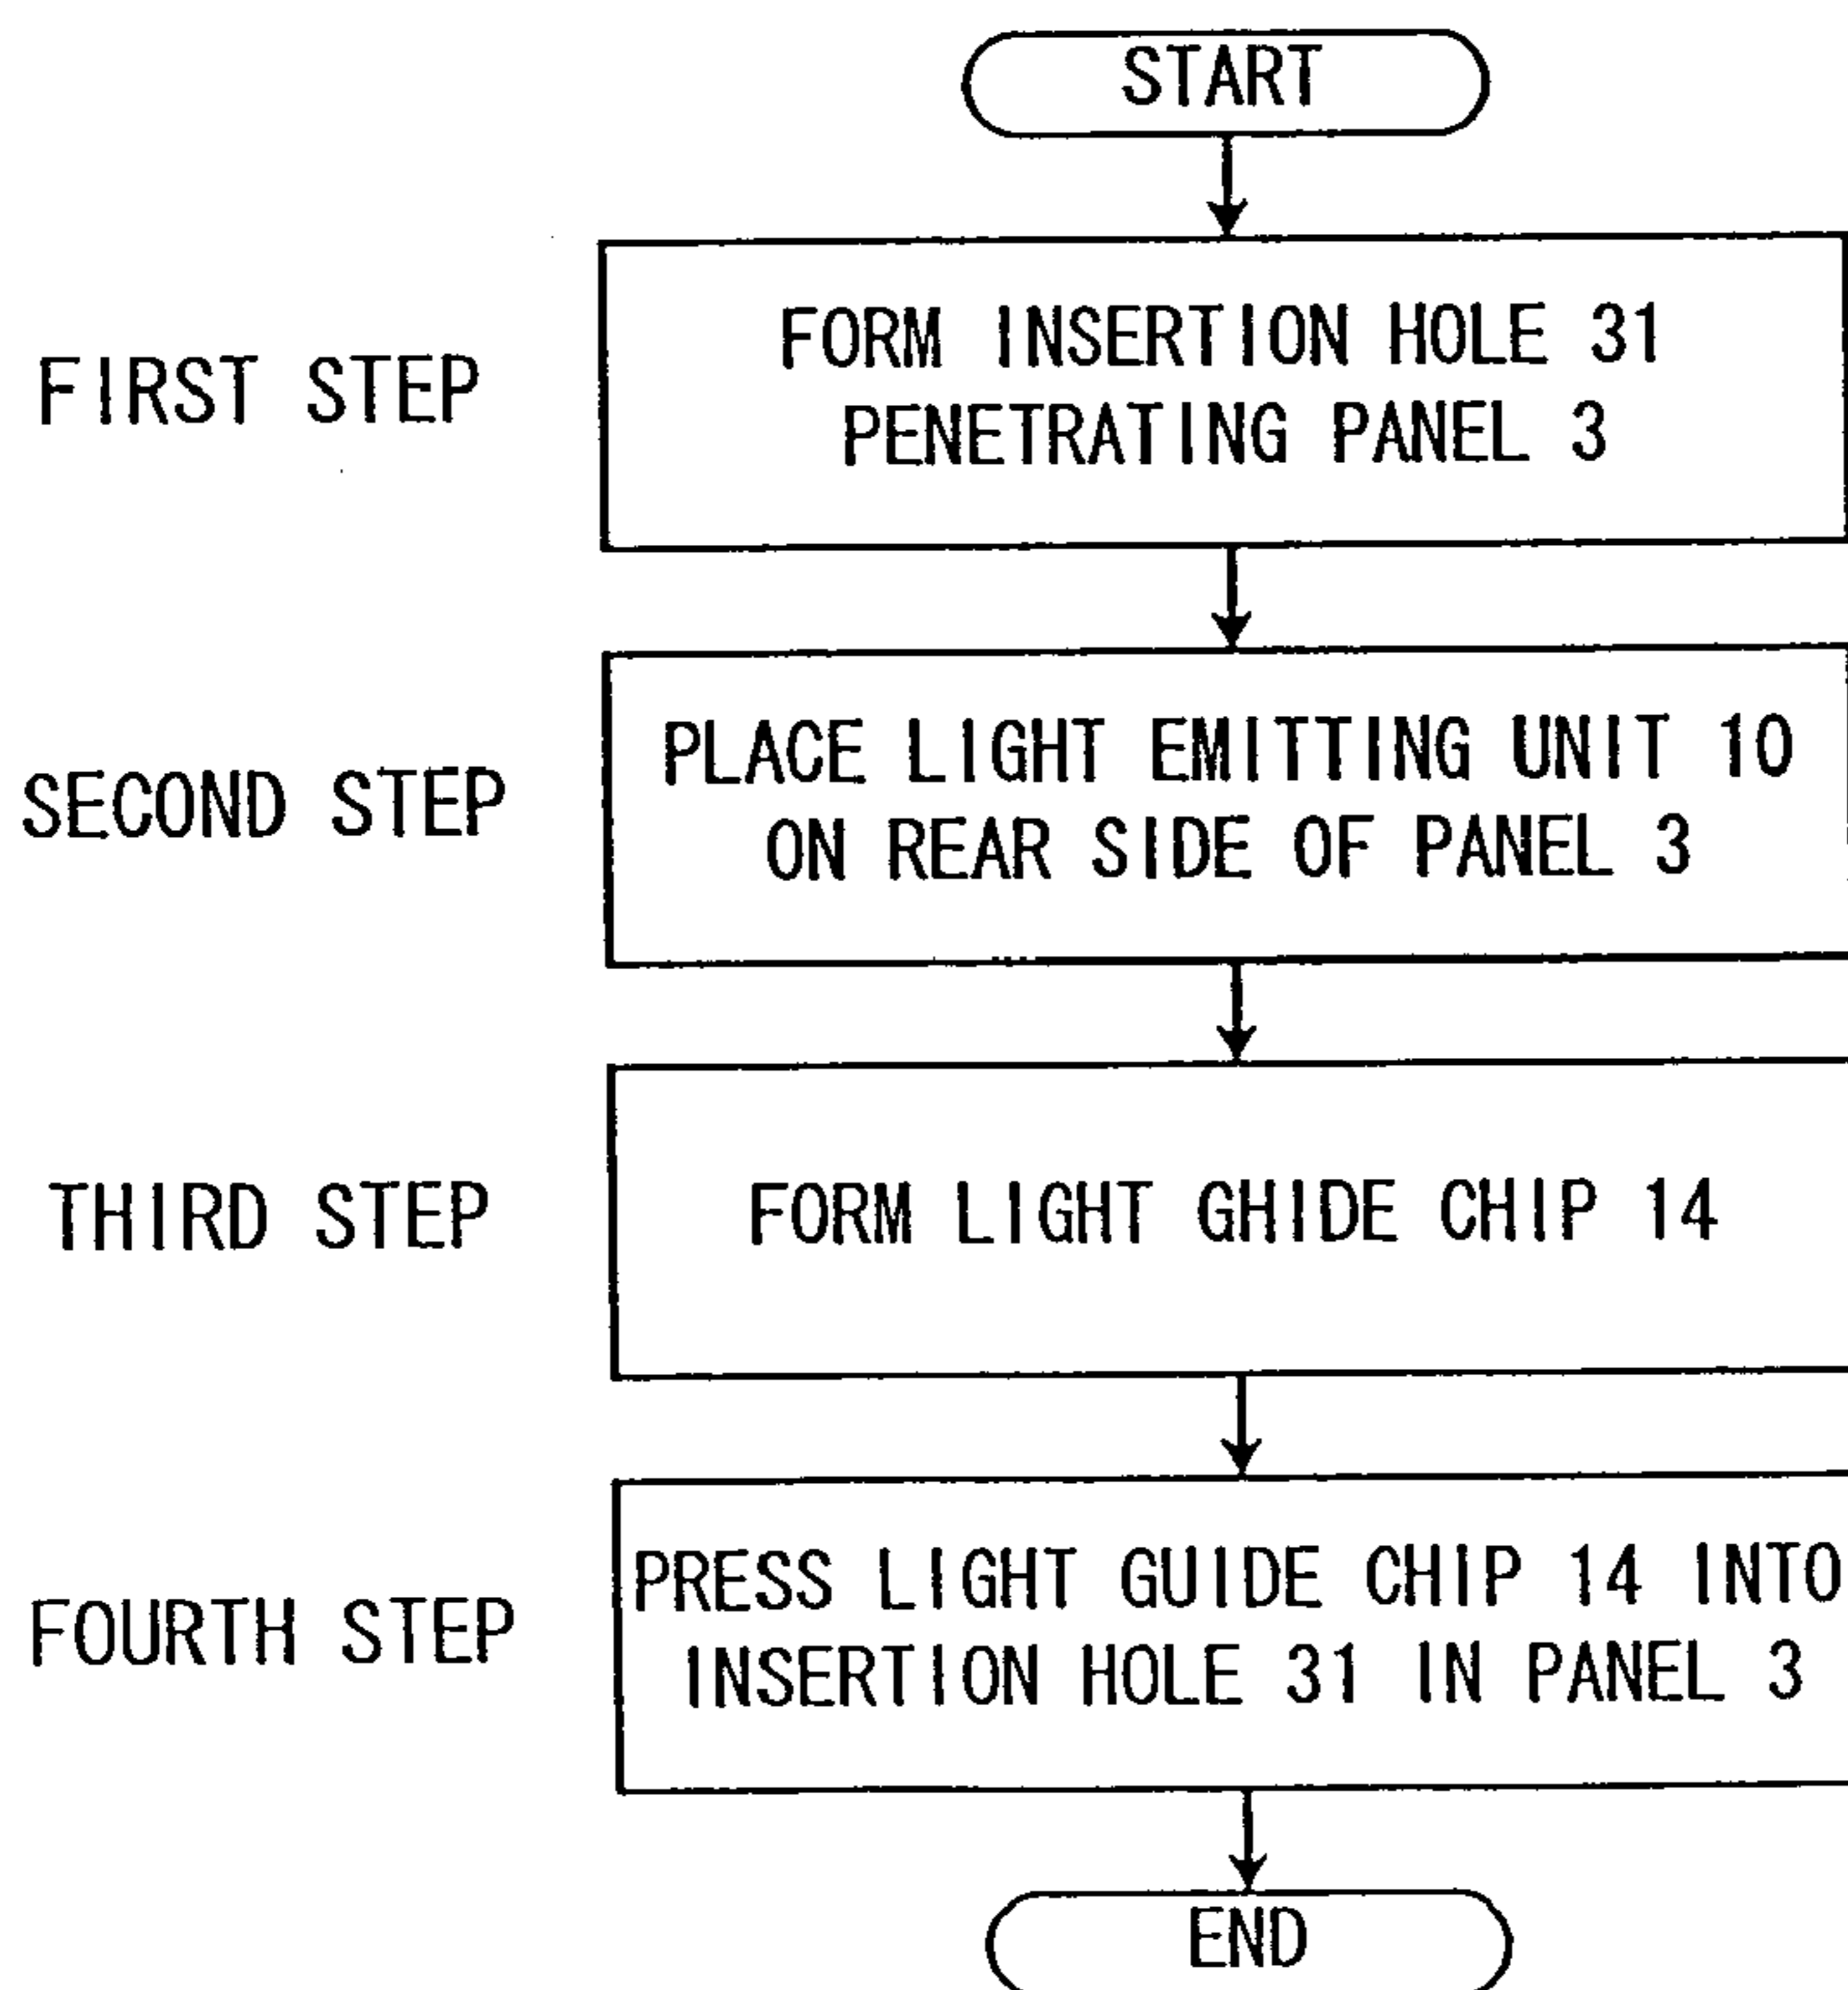 START
FIRST STEP
FORM INSERTION HOLE 31
PENETRATING PANEL 3
SECOND STEP
PLACE LIGHT EMITTING UNIT 10
ON REAR SIDE OF PANEL 3
THIRD STEP
FORM LIGHT GHIDE CHIP 14
FOURTH STEP
PRESS LIGHT GUIDE CHIP 14 INTO
INSERTION HOLE 31 IN PANEL 3
END